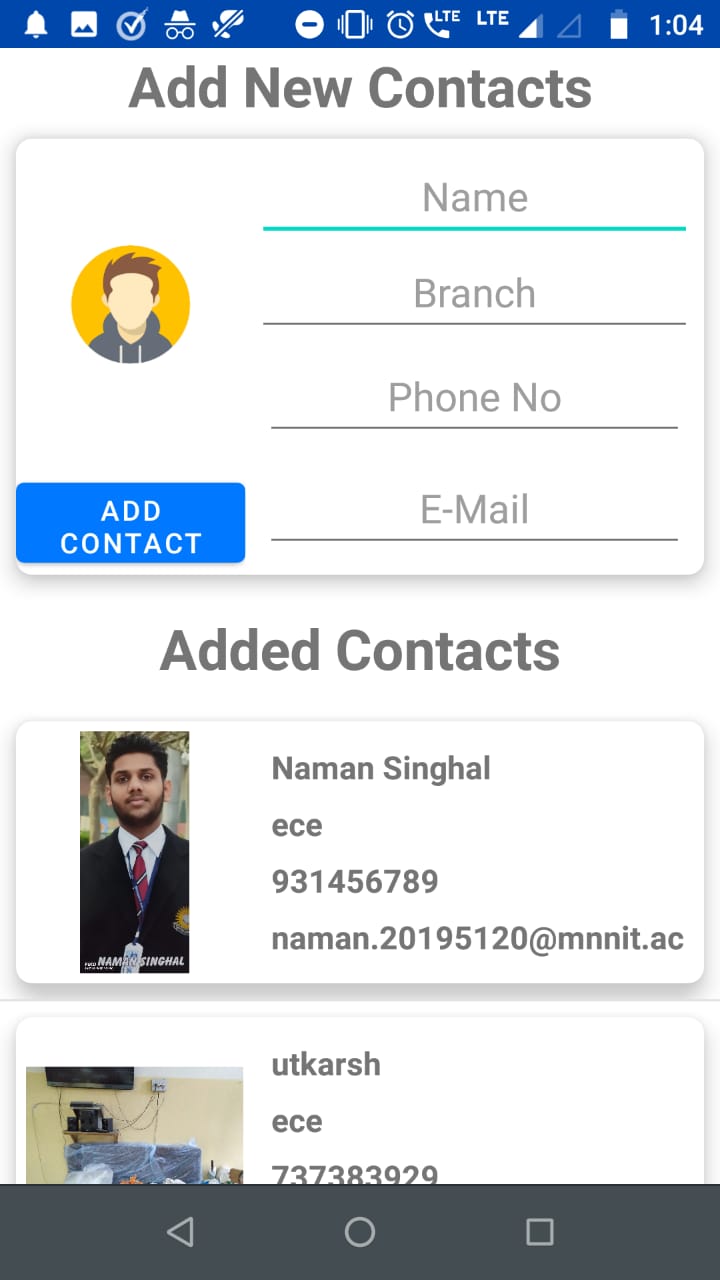 LTE LTE 1:04
Add New Contacts
Name
Branch
Phone No
E-Mail
ADD
CONTACT
Added Contacts
Naman Singhal
ece
931456789
naman.20195120@mnnit.ac
NAMAN SINGHAL
utkarsh
ece
737383929